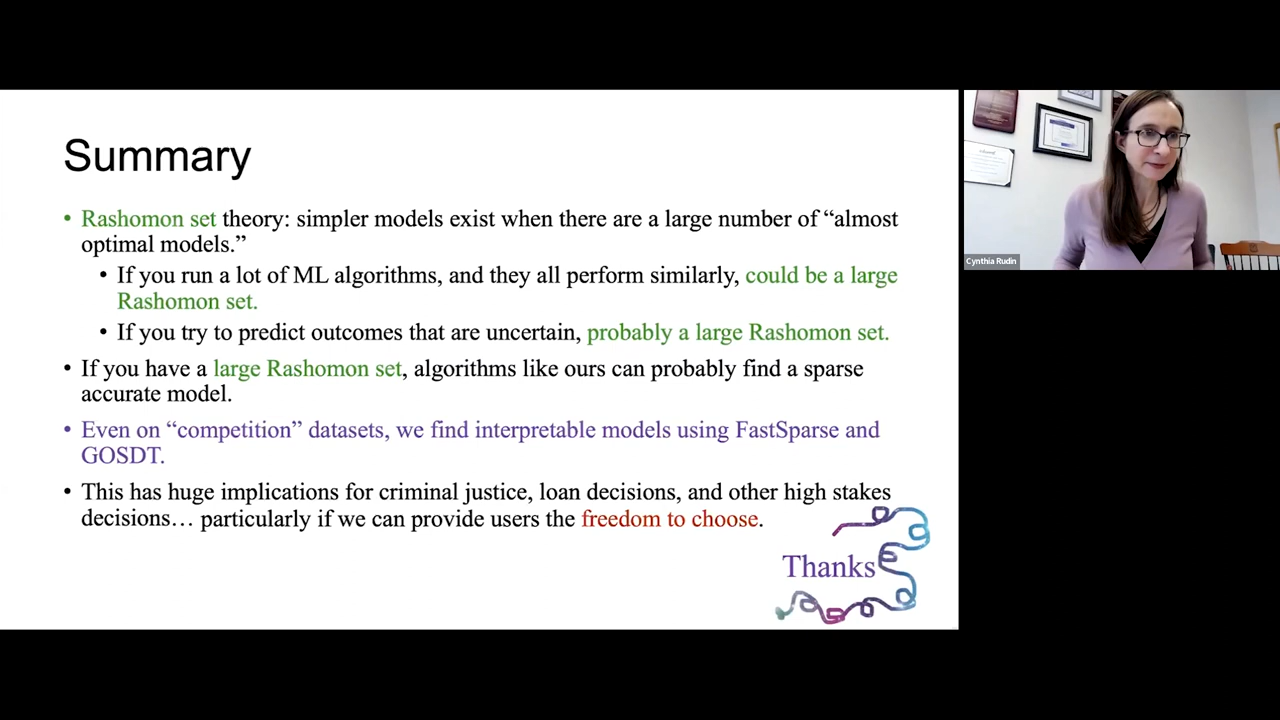 Summary
• Rashomon set theory: simpler models exist when there are a large number of “almost
optimal models.”
• If you run a lot of ML algorithms, and they all perform similarly, could be a large
Rashomon set.
• If you try to predict outcomes that are uncertain, probably a large Rashomon set.
• If you have a large Rashomon set, algorithms like ours can probably find a sparse
accurate model.
• Even on “competition” datasets, we find interpretable models using FastSparse and
GOSDT.
• This has huge implications for criminal justice, loan decisions, and other high stakes
decisions… particularly if we can provide users the freedom to choose.
Thanks
Cynthia Rudin